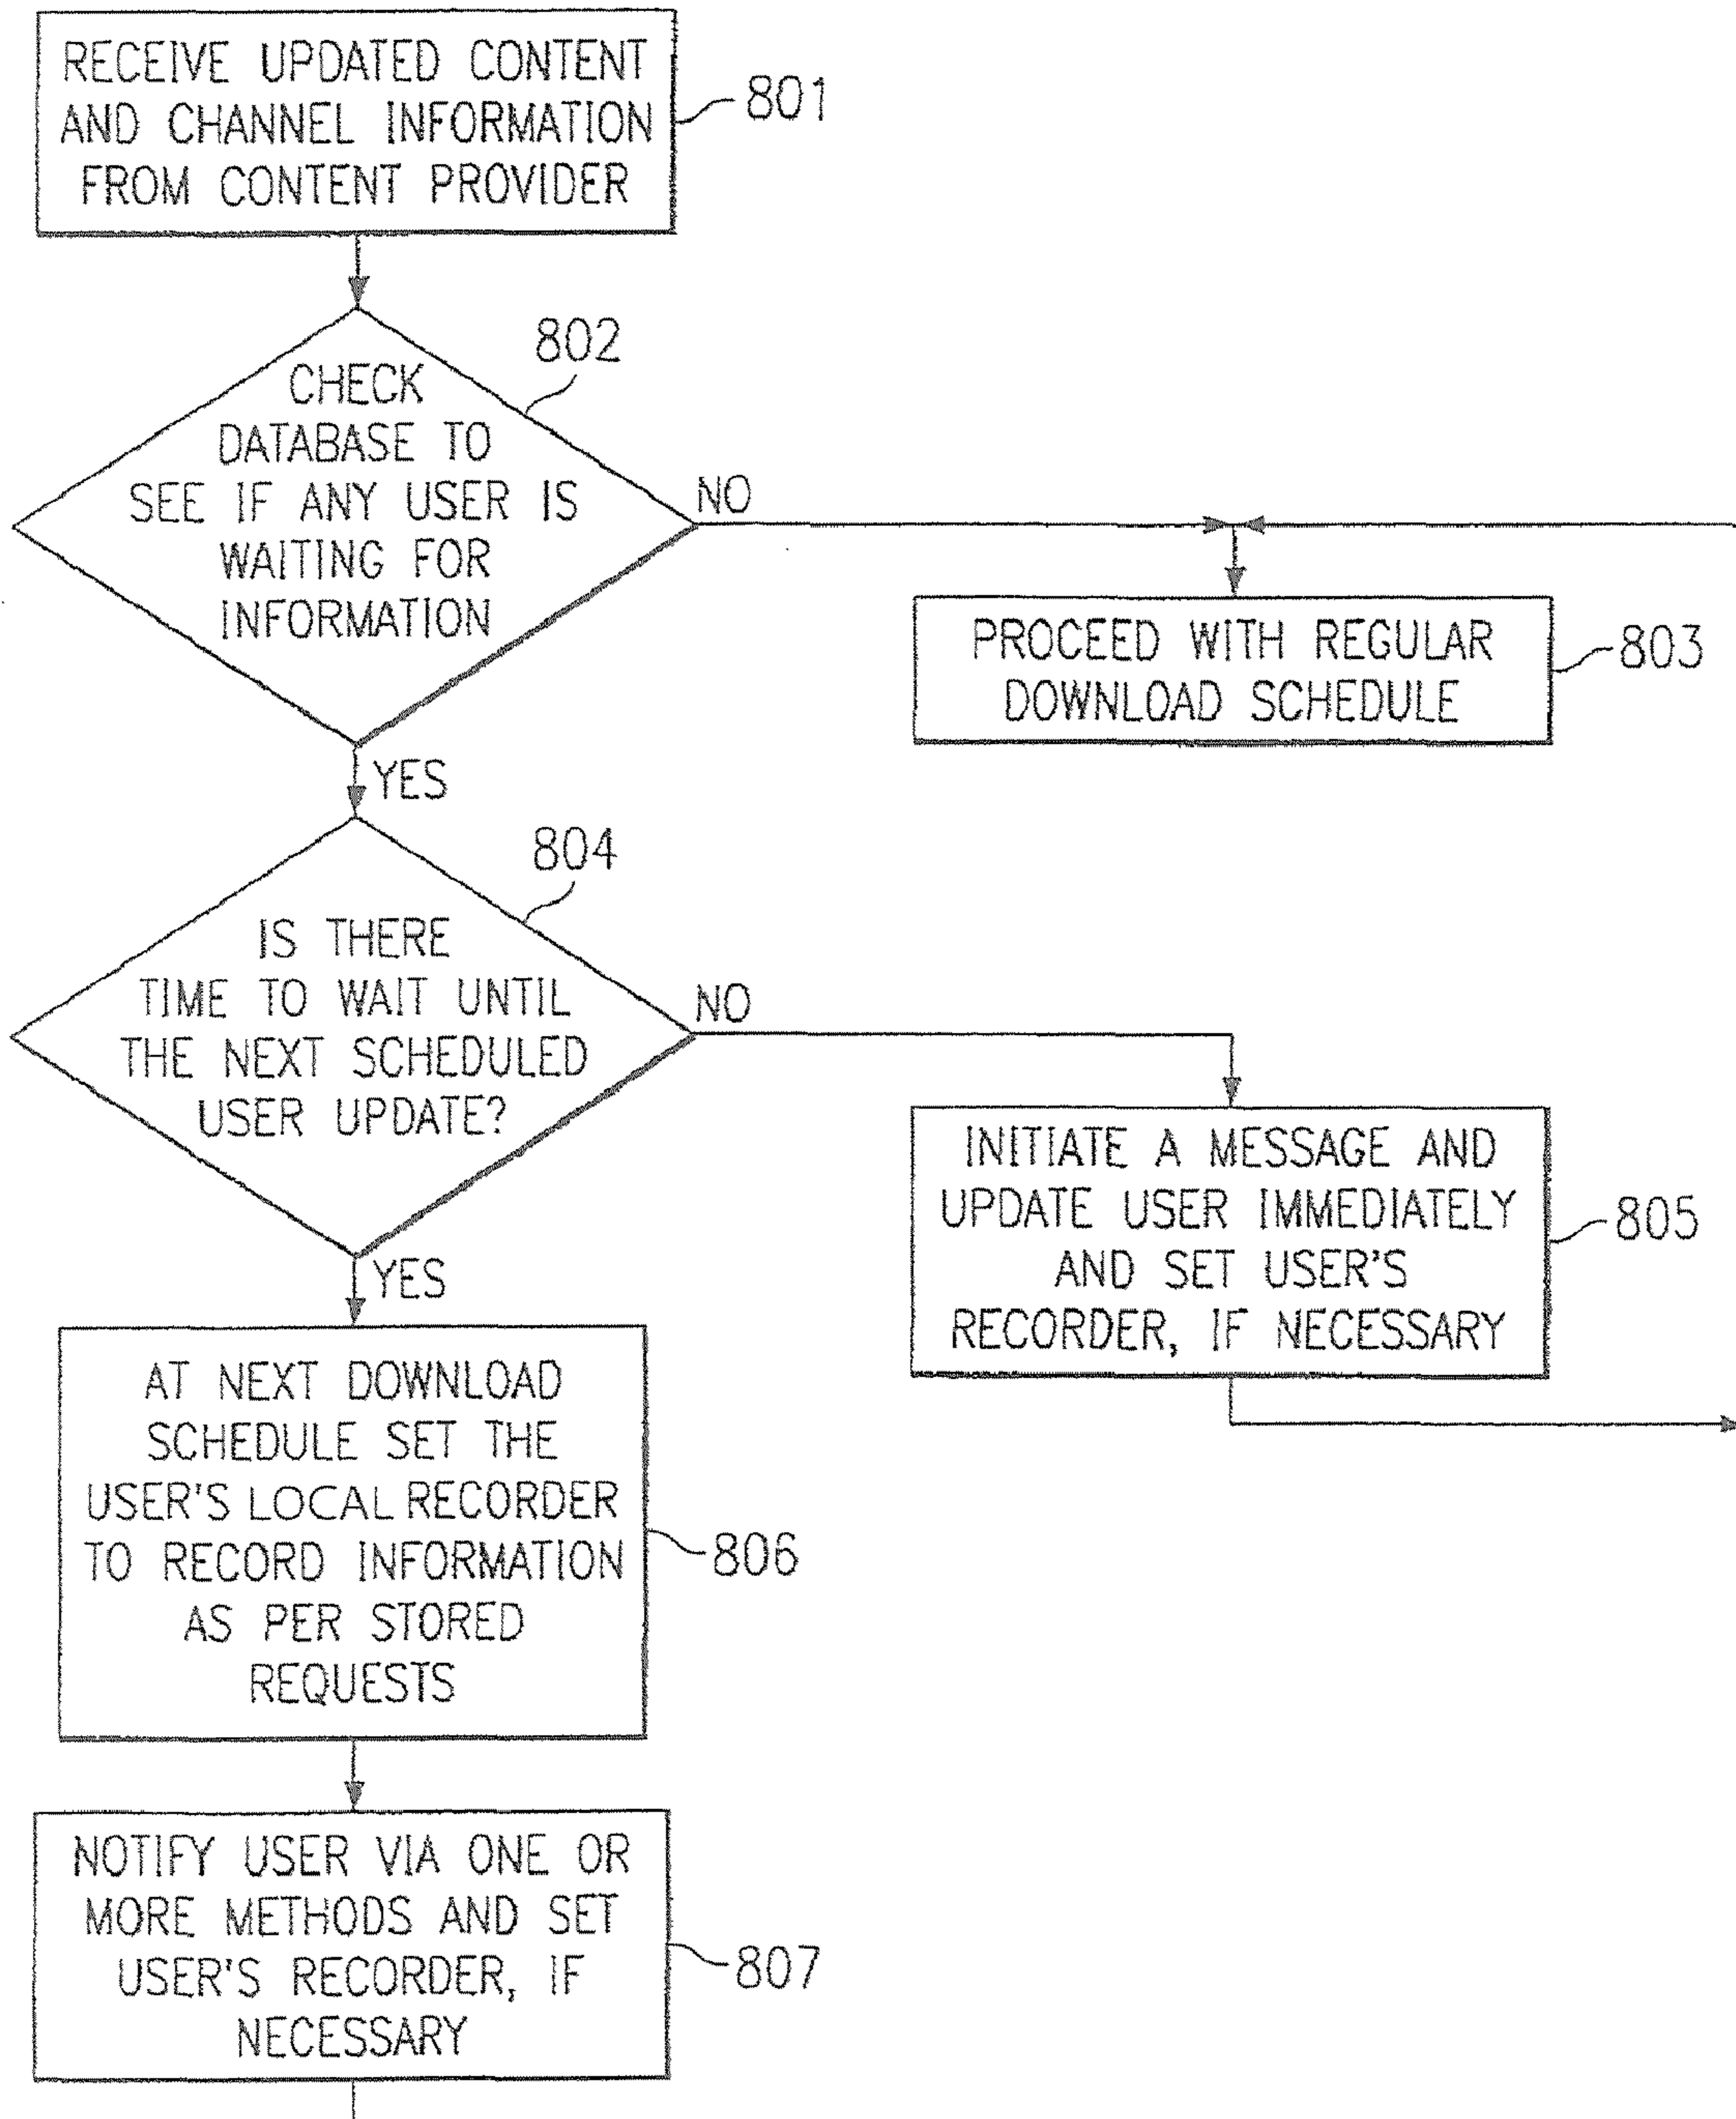 RECEIVE UPDATED CONTENT
AND CHANNEL INFORMATION
FROM CONTENT PROVIDER
801
802
CHECK
DATABASE TO
SEE IF ANY USER IS
WAITING FOR
INFORMATION
NO
PROCEED WITH REGULAR
DOWNLOAD SCHEDULE
803
YES
804
IS THERE
TIME TO WAIT UNTIL
THE NEXT SCHEDULED
USER UPDATE?
NO
INITIATE A MESSAGE AND
UPDATE USER IMMEDIATELY
AND SET USER'S
RECORDER, IF NECESSARY
805
YES
AT NEXT DOWNLOAD
SCHEDULE SET THE
USER'S LOCAL RECORDER
TO RECORD INFORMATION
AS PER STORED
REQUESTS
806
NOTIFY USER VIA ONE OR
MORE METHODS AND SET
USER'S RECORDER, IF
NECESSARY
807